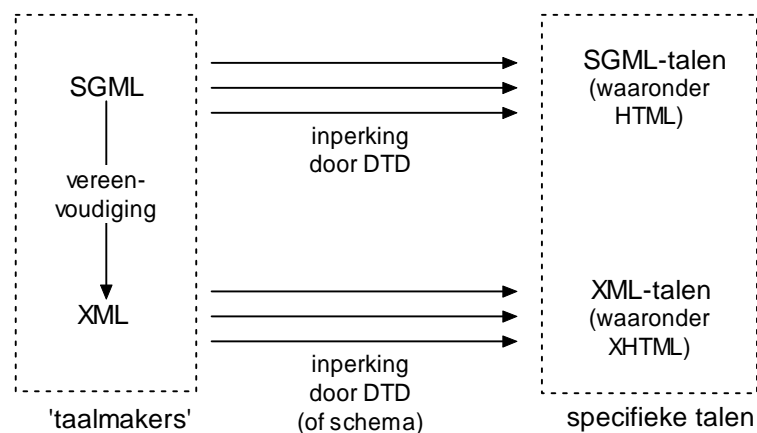 SGML
vereen-
voudiging
XML
'taalmakers'
inperking
door DTD
inperking
door DTD
(of schema)
SGML-talen
(waaronder
HTML)
XML-talen
(waaronder
XHTML)
specifieke talen